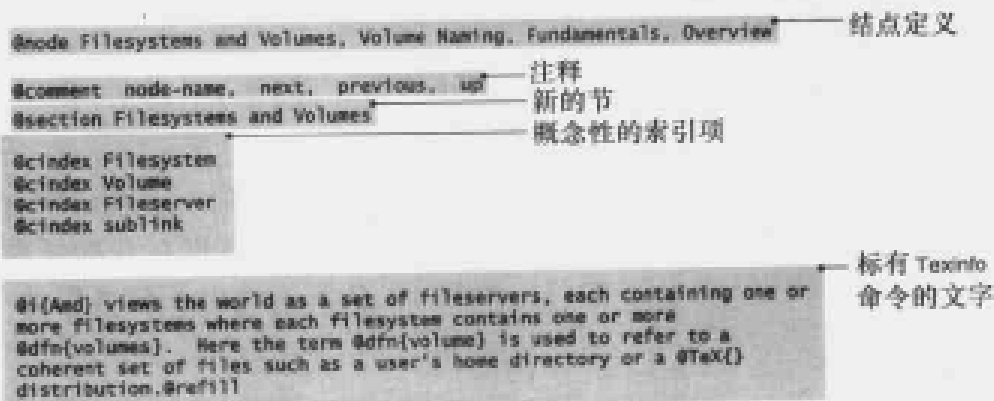 @node Filesystems and Volumes, Volume Naming, Fundamentals, Overview
结点定义
@comment node-name, next, previous, up
注释
@section Filesystems and Volumes
新的节
概念性的索引项
@cindex Filesystem
@cindex Volume
@cindex Fileserver
@cindex sublink
标有 Texinfo
命令的文字
@i{Amd} views the world as a set of fileservers, each containing one or
more filesystems where each filesystem contains one or more
@dfn{volumes}. Here the term @dfn{volume} is used to refer to a
coherent set of files such as a user's home directory or a @TeX{}
distribution.@refill